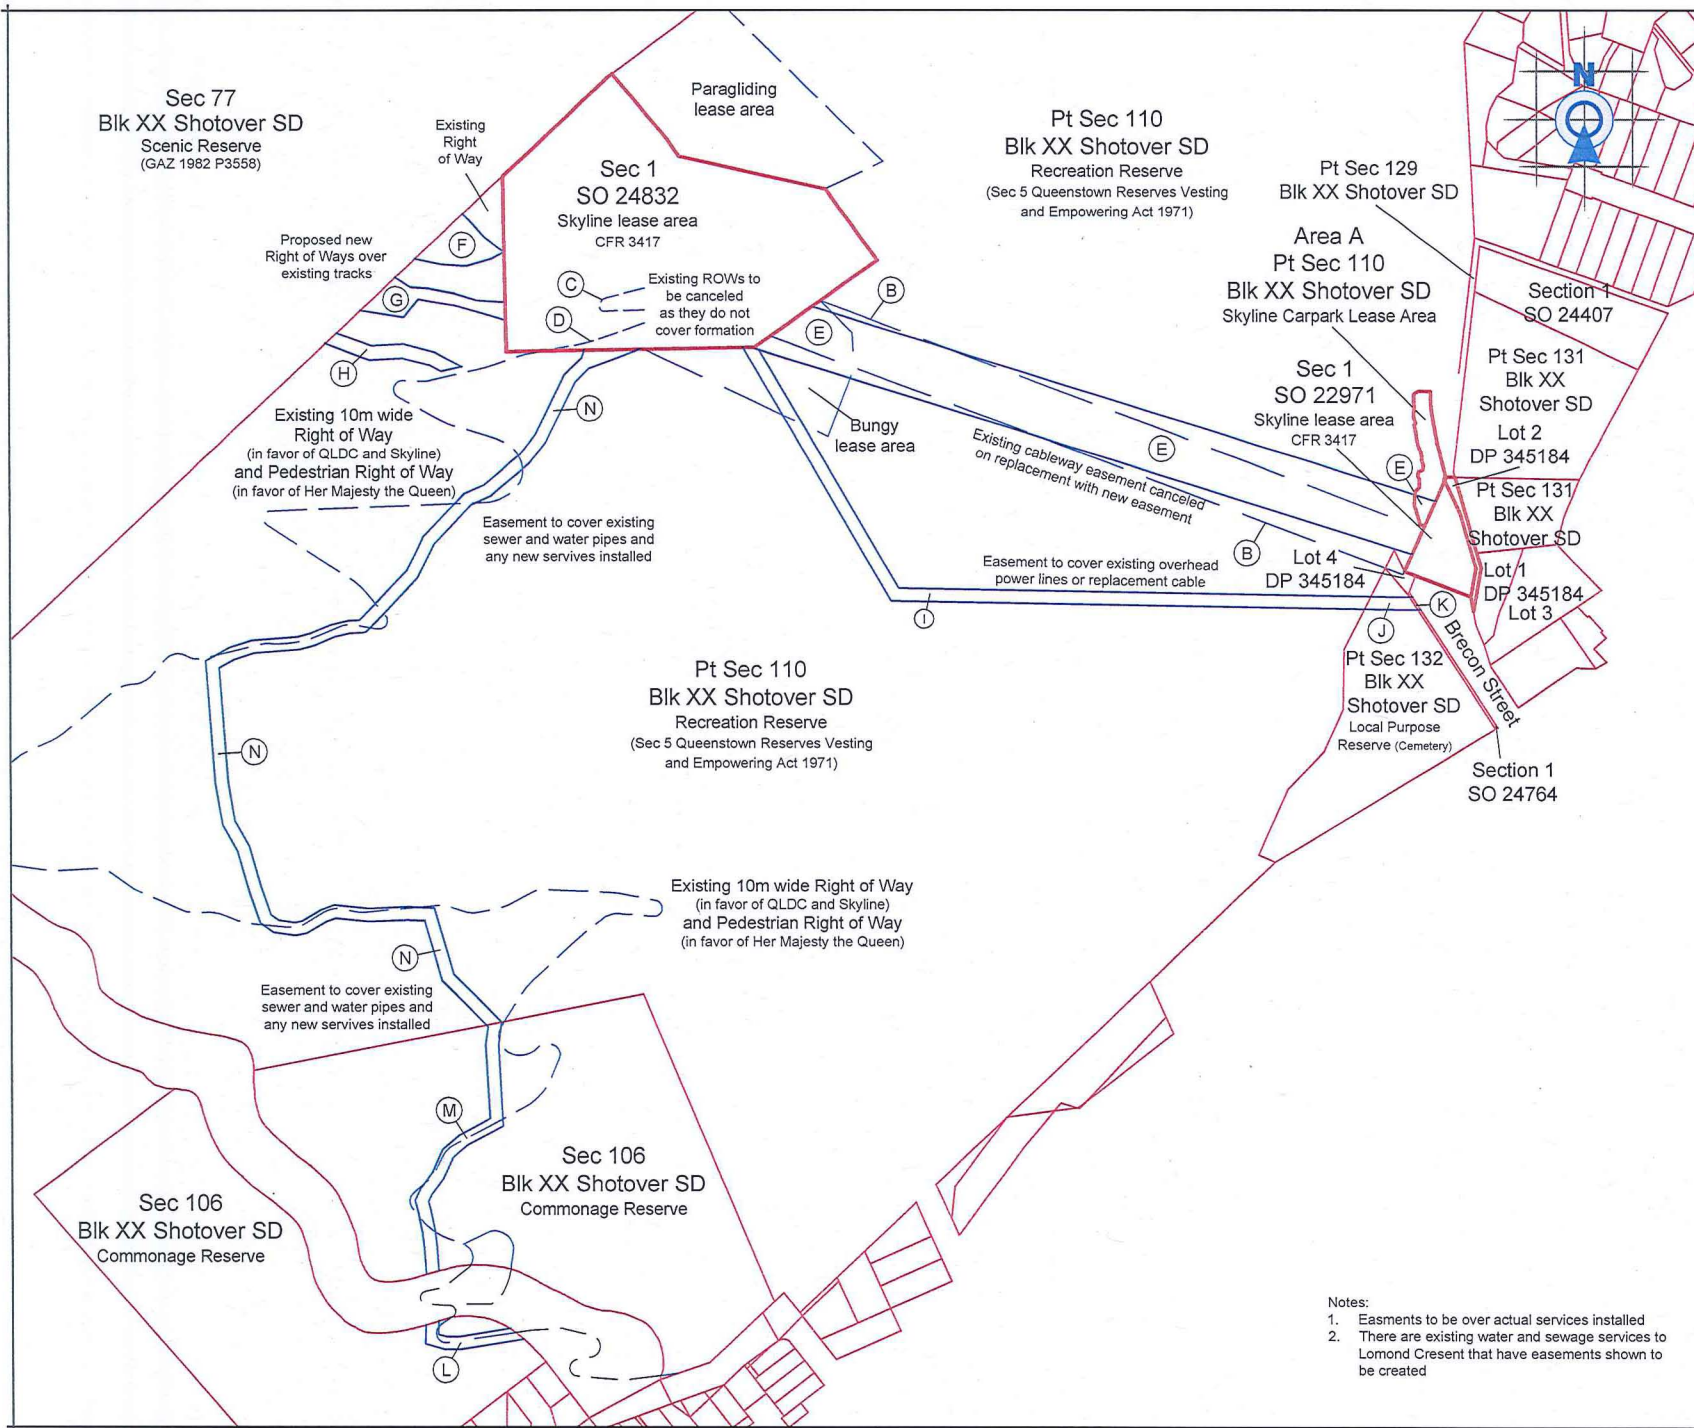 Sec 77
Blk XX Shotover SD
Scenic Reserve
(GAZ 1982 P3558)
Existing
Right
of Way
Paragliding
lease area
Sec 1
SO 24832
Skyline lease area
CFR 3417
Pt Sec 110
Blk XX Shotover SD
Recreation Reserve
(Sec 5 Queenstown Reserves Vesting
and Empowering Act 1971)
N
Pt Sec 129
Blk XX Shotover SD
Area A
Pt Sec 110
Blk XX Shotover SD
Skyline Carpark Lease Area
Section 1
SO 24407
Proposed new
Right of Ways over
existing tracks
F
G
H
C
D
Existing ROWs to
be canceled
as they do not
cover formation
B
E
Sec 1
SO 22971
Skyline lease area
CFR 3417
Pt Sec 131
Blk XX
Shotover SD
Lot 2
DP 345184
E
Pt Sec 131
Blk XX
Shotover SD
Existing 10m wide
Right of Way
(in favor of QLDC and Skyline)
and Pedestrian Right of Way
(in favor of Her Majesty the Queen)
N
Bungy
lease area
E
Existing cableway easement canceled
on replacement with new easement
B
Easement to cover existing
sewer and water pipes and
any new servives installed
Easement to cover existing overhead
power lines or replacement cable
I
Lot 4
DP 345184
Lot 1
DP 345184
Lot 3
K
J
Brecon Street
Pt Sec 132
Blk XX
Shotover SD
Local Purpose
Reserve (Cemetery)
Section 1
SO 24764
Pt Sec 110
Blk XX Shotover SD
Recreation Reserve
(Sec 5 Queenstown Reserves Vesting
and Empowering Act 1971)
N
Existing 10m wide Right of Way
(in favor of QLDC and Skyline)
and Pedestrian Right of Way
(in favor of Her Majesty the Queen)
N
Easement to cover existing
sewer and water pipes and
any new servives installed
M
Sec 106
Blk XX Shotover SD
Commonage Reserve
Sec 106
Blk XX Shotover SD
Commonage Reserve
L
Notes:
1. Easments to be over actual services installed
2. There are existing water and sewage services to
Lomond Cresent that have easements shown to
be created